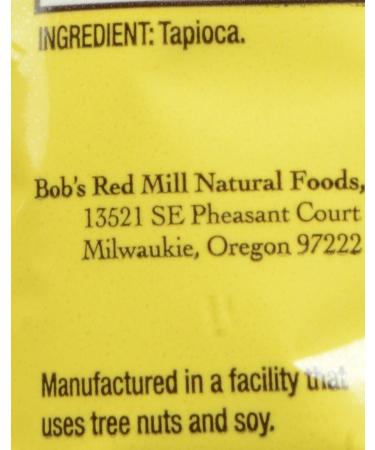 INGREDIENT: Tapioca.
Bob's Red Mill Natural Foods,
13521 SE Pheasant Court
Milwaukie, Oregon 97222
Manufactured in a facility that
uses tree nuts and soy.